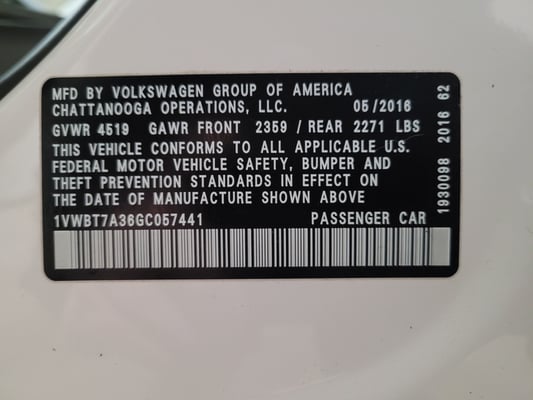 MFD BY VOLKSWAGEN GROUP OF AMERICA
CHATTANOOGA OPERATIONS, LLC. 05/2016
GVWR 4519 GAWR FRONT 2359 / REAR 2271 LBS
THIS VEHICLE CONFORMS TO ALL APPLICABLE U.S.
FEDERAL MOTOR VEHICLE SAFETY, BUMPER AND
THEFT PREVENTION STANDARDS IN EFFECT ON
THE DATE OF MANUFACTURE SHOWN ABOVE
1VWBT7A36GC057441 PASSENGER CAR
1930098 2016 62